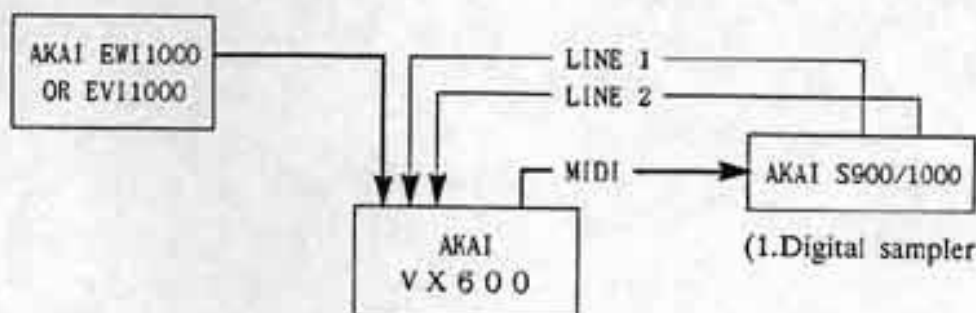 AKAI EWI1000
OR EVI1000
LINE 1
LINE 2
MIDI
AKAI S900/1000
(1.Digital sampler
AKAI
VX600